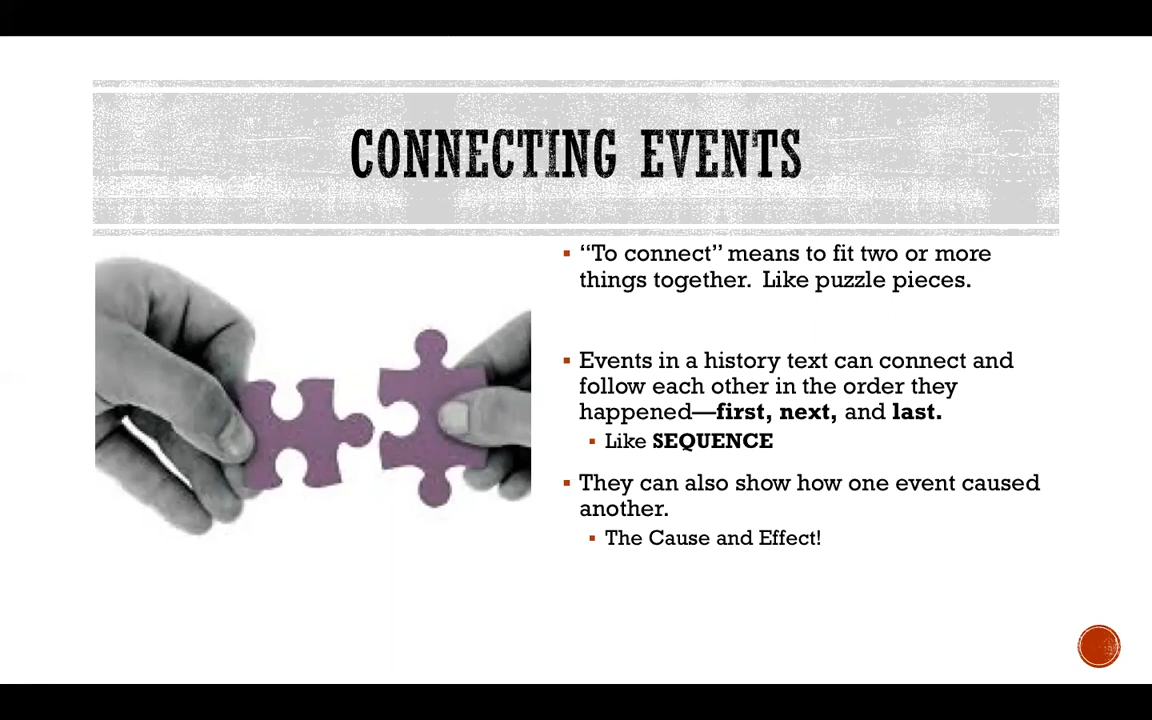 CONNECTING EVENTS
▪ “To connect” means to fit two or more
things together.  Like puzzle pieces.
▪ Events in a history text can connect and
follow each other in the order they
happened—first, next, and last.
▪ Like SEQUENCE
▪ They can also show how one event caused
another.
▪ The Cause and Effect!